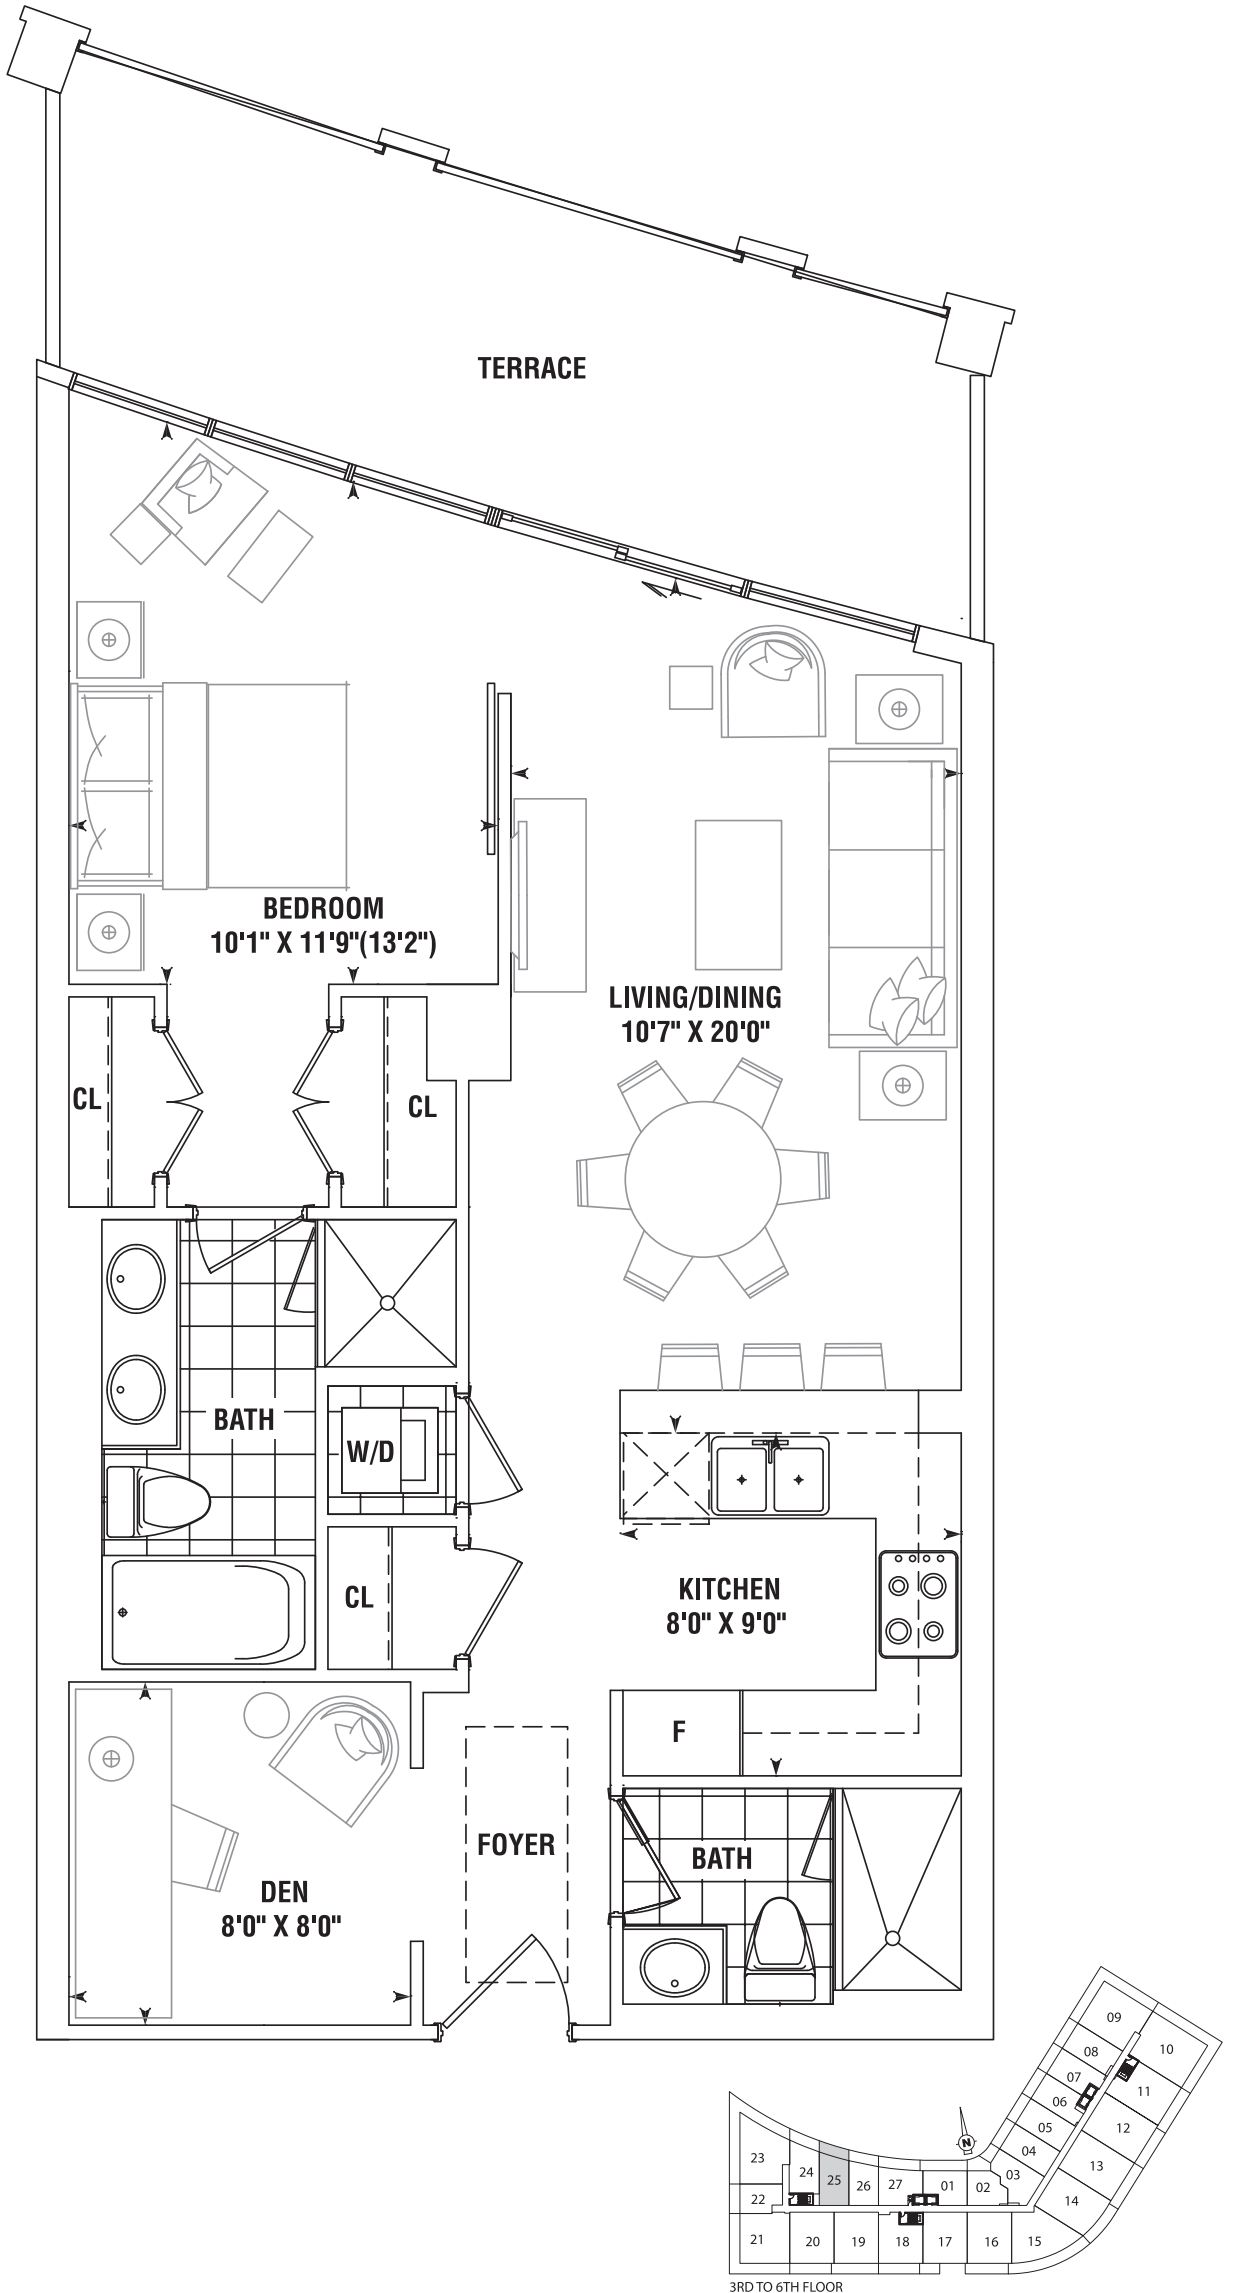 TERRACE
BEDROOM
10'1" X 11'9"(13'2")
LIVING/DINING
10'7" X 20'0"
CL
CL
BATH
W/D
CL
KITCHEN
8'0" X 9'0"
F
FOYER
BATH
DEN
8'0" X 8'0"
09
10
08
07
11
06
12
05
N
04
13
23
24
25
26
27
01
02
03
22
14
21
20
19
18
17
16
15
3RD TO 6TH FLOOR